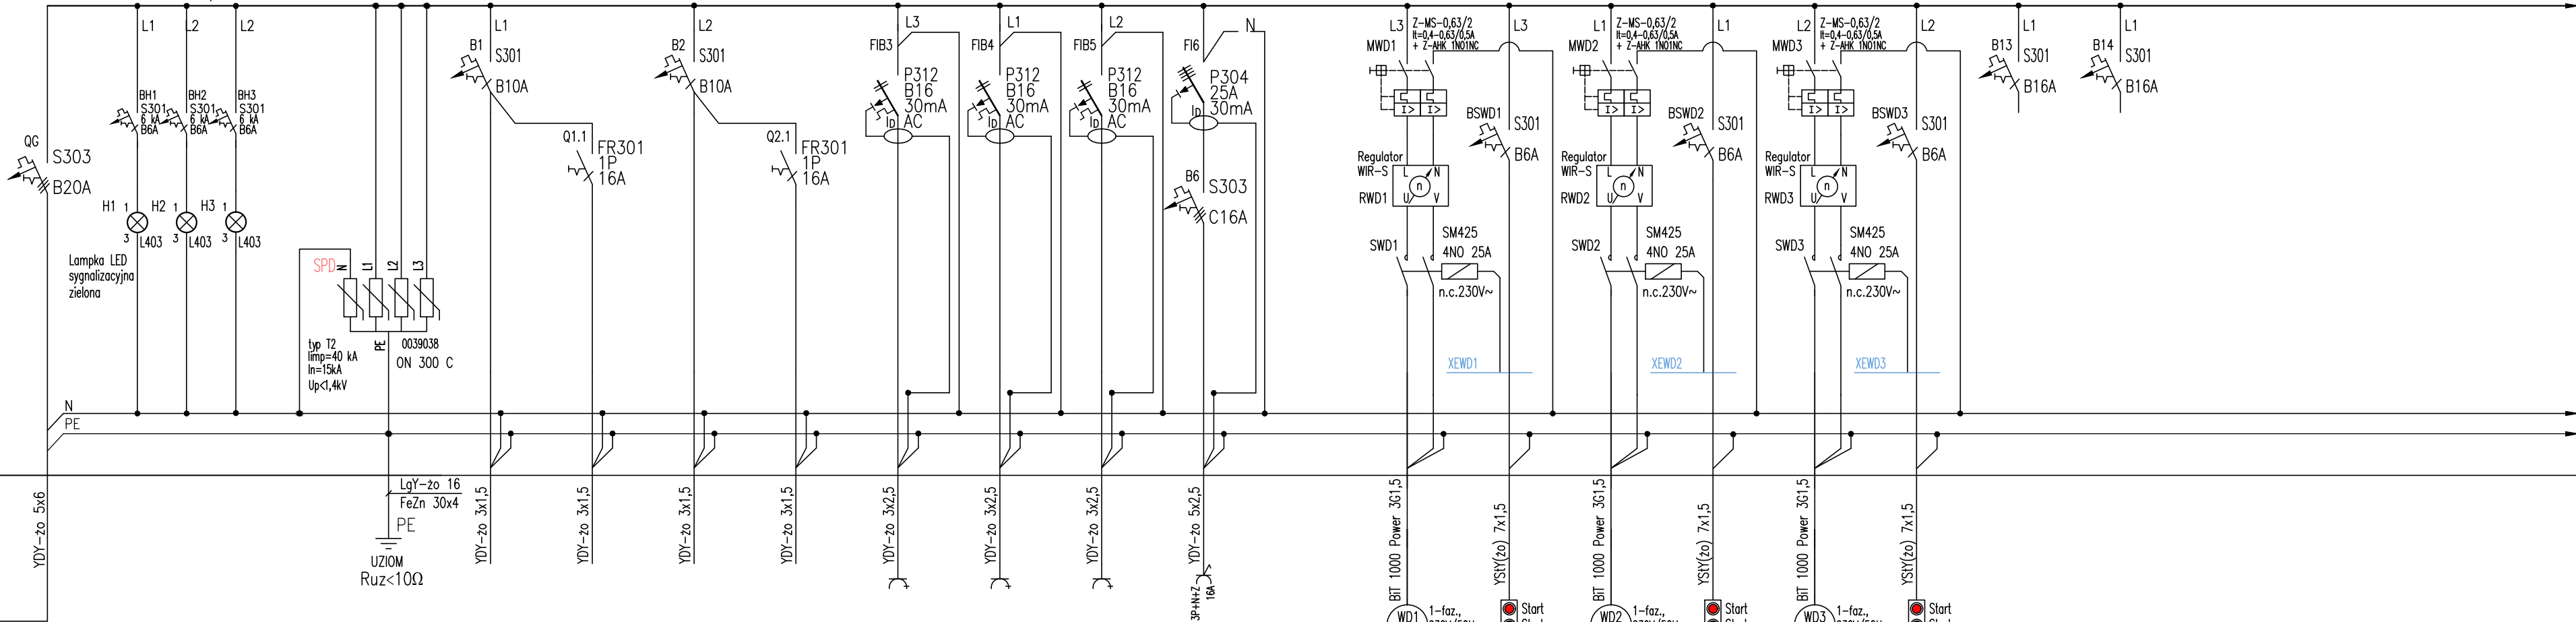 QG
S303
B20A
L1
BH1
S301
6 kA
B6A
L2
BH2
S301
6 kA
B6A
L2
BH3
S301
6 kA
B6A
H1
1
3
L403
H2
1
3
L403
H3
1
3
L403
Lampka LED
sygnalizacyjna
zielona
SPD
N
L1
L2
L3
typ T2
Iimp=40 kA
In=15kA
Up<1,4kV
PE
0039038
ON 300 C
L1
B1
S301
B10A
Q1.1
FR301
1P
16A
L2
B2
S301
B10A
Q2.1
FR301
1P
16A
L3
FIB3
P312
B16
30mA
ID
AC
L1
FIB4
P312
B16
30mA
ID
AC
L2
FIB5
P312
B16
30mA
ID
AC
N
FI6
P304
25A
30mA
ID
B6
S303
C16A
L3
Z-MS-0,63/2
It=0,4-0,63/0,5A
+ Z-AHK 1NO1NC
MWD1
I>
I>
Regulator
WIR-S
L
N
n
U
V
RWD1
SWD1
SM425
4NO 25A
n.c.230V~
XEWD1
L3
BSWD1
S301
B6A
L1
Z-MS-0,63/2
It=0,4-0,63/0,5A
+ Z-AHK 1NO1NC
MWD2
I>
I>
Regulator
WIR-S
L
N
n
U
V
RWD2
SWD2
SM425
4NO 25A
n.c.230V~
XEWD2
L1
BSWD2
S301
B6A
L2
Z-MS-0,63/2
It=0,4-0,63/0,5A
+ Z-AHK 1NO1NC
MWD3
I>
I>
Regulator
WIR-S
L
N
n
U
V
RWD3
SWD3
SM425
4NO 25A
n.c.230V~
XEWD3
L2
BSWD3
S301
B6A
L1
B13
S301
B16A
L1
B14
S301
B16A
N
PE
YDY-żo 5x6
LgY-żo 16
FeZn 30x4
PE
UZIOM
Ruz<10Ω
YDY-żo 3x1,5
YDY-żo 3x1,5
YDY-żo 3x1,5
YDY-żo 3x1,5
YDY-żo 3x2,5
YDY-żo 3x2,5
YDY-żo 3x2,5
YDY-żo 5x2,5
3P+N+Z
16A
BiT 1000 Power 3G1,5
YStY(żo) 7x1,5
BiT 1000 Power 3G1,5
YStY(żo) 7x1,5
BiT 1000 Power 3G1,5
YStY(żo) 7x1,5
WD1
1-faz.,
Start
WD2
1-faz.,
Start
WD3
1-faz.,
Start